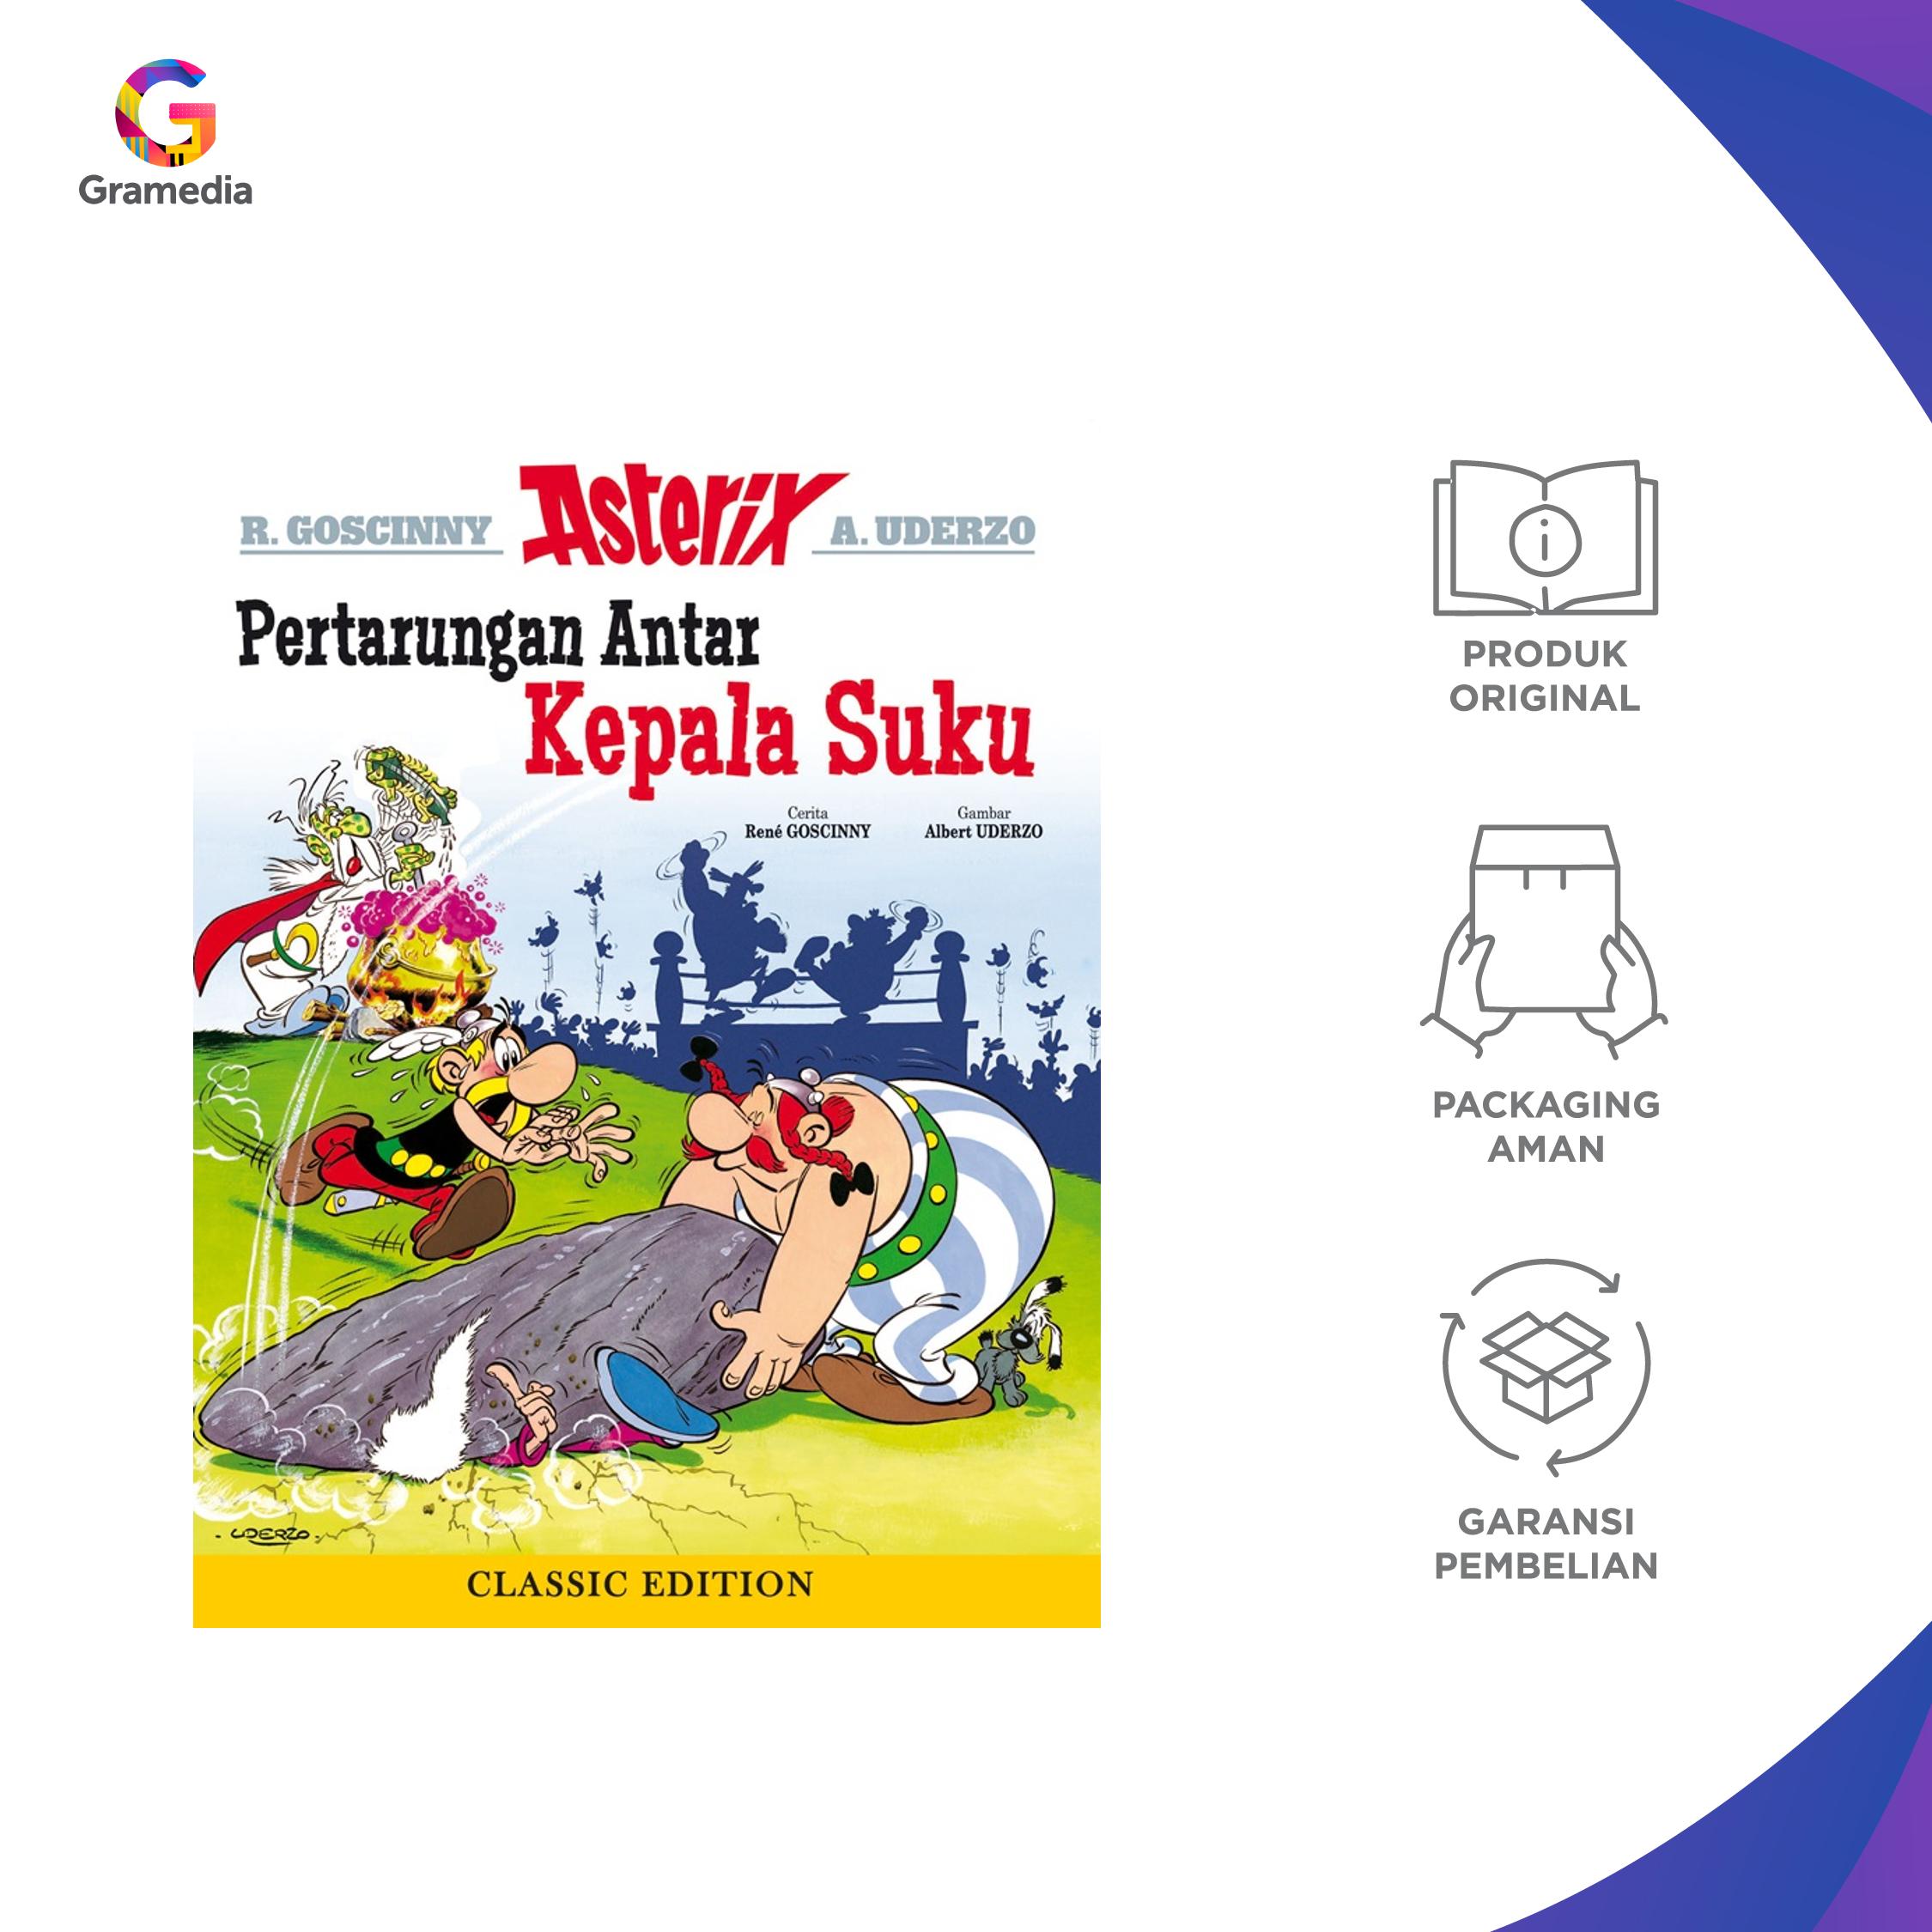 Gramedia
R. GOSCINNY Asterix A. UDERZO
Pertarungan Antar
Kepala Suku
Cerita
René GOSCINNY
Gambar
Albert UDERZO
UDERZO
CLASSIC EDITION
PRODUK
ORIGINAL
PACKAGING
AMAN
GARANSI
PEMBELIAN